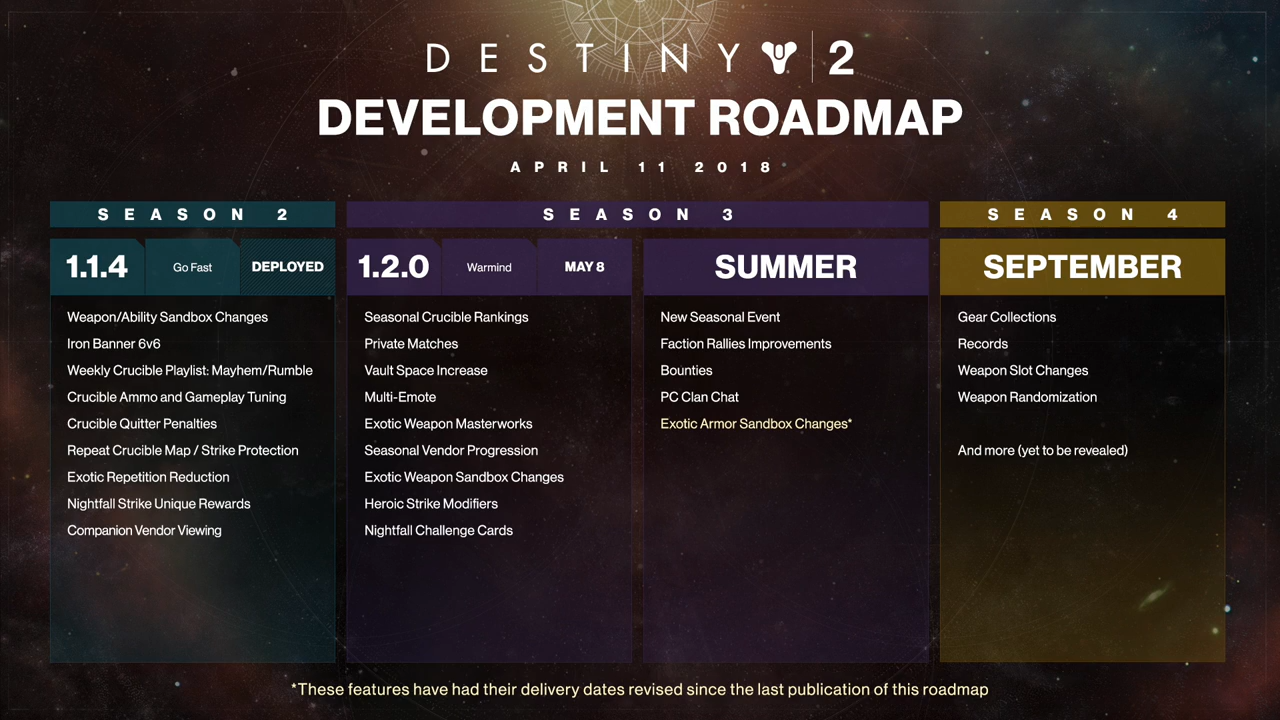 DESTINY 2
DEVELOPMENT ROADMAP
APRIL 11 2018
SEASON 2
1.1.4 Go Fast DEPLOYED
Weapon/Ability Sandbox Changes
Iron Banner 6v6
Weekly Crucible Playlist: Mayhem/Rumble
Crucible Ammo and Gameplay Tuning
Crucible Quitter Penalties
Repeat Crucible Map / Strike Protection
Exotic Repetition Reduction
Nightfall Strike Unique Rewards
Companion Vendor Viewing
SEASON 3
1.2.0 Warmind MAY 8
Seasonal Crucible Rankings
Private Matches
Vault Space Increase
Multi-Emote
Exotic Weapon Masterworks
Seasonal Vendor Progression
Exotic Weapon Sandbox Changes
Heroic Strike Modifiers
Nightfall Challenge Cards
SUMMER
New Seasonal Event
Faction Rallies Improvements
Bounties
PC Clan Chat
Exotic Armor Sandbox Changes*
SEASON 4
SEPTEMBER
Gear Collections
Records
Weapon Slot Changes
Weapon Randomization
And more (yet to be revealed)
*These features have had their delivery dates revised since the last publication of this roadmap